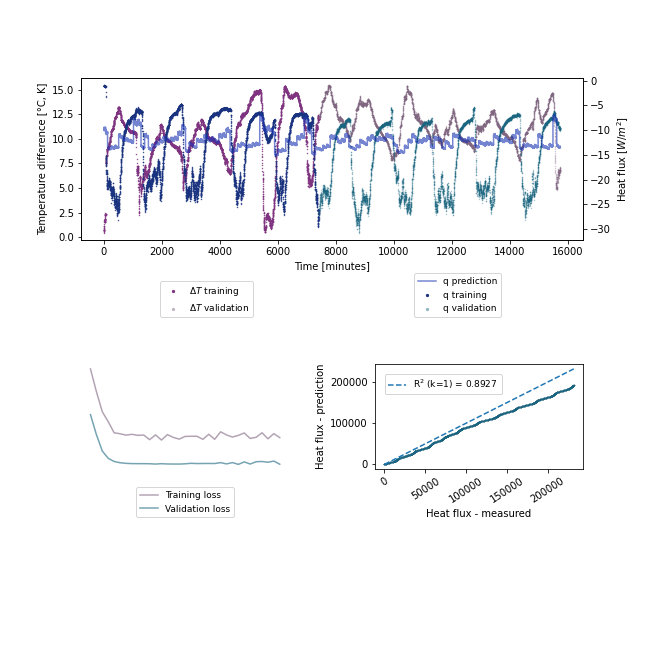 15.0
12.5
10.0
7.5
5.0
2.5
0.0
Temperature difference [°C, K]
0
−5
−10
−15
−20
−25
−30
Heat flux [W/m²]
0 2000 4000 6000 8000 10000 12000 14000 16000
Time [minutes]
ΔT training
ΔT validation
q prediction
q training
q validation
Training loss
Validation loss
R² (k=1) = 0.8927
200000
100000
0
Heat flux - prediction
0 50000 100000 150000 200000
Heat flux - measured